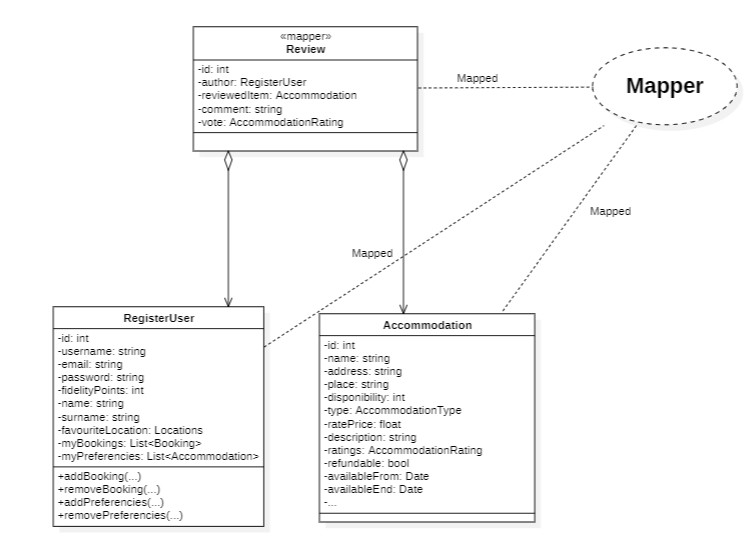 «mapper»
Review
-id: int
-author: RegisterUser
-reviewedItem: Accommodation
-comment: string
-vote: AccommodationRating
Mapped
Mapper
Mapped
Mapped
RegisterUser
-id: int
-username: string
-email: string
-password: string
-fidelityPoints: int
-name: string
-surname: string
-favouriteLocation: Locations
-myBookings: List<Booking>
-myPreferencies: List<Accommodation>
+addBooking(...)
+removeBooking(...)
+addPreferencies(...)
+removePreferencies(...)
Accommodation
-id: int
-name: string
-address: string
-place: string
-disponibility: int
-type: AccommodationType
-ratePrice: float
-description: string
-ratings: AccommodationRating
-refundable: bool
-availableFrom: Date
-availableEnd: Date
-...